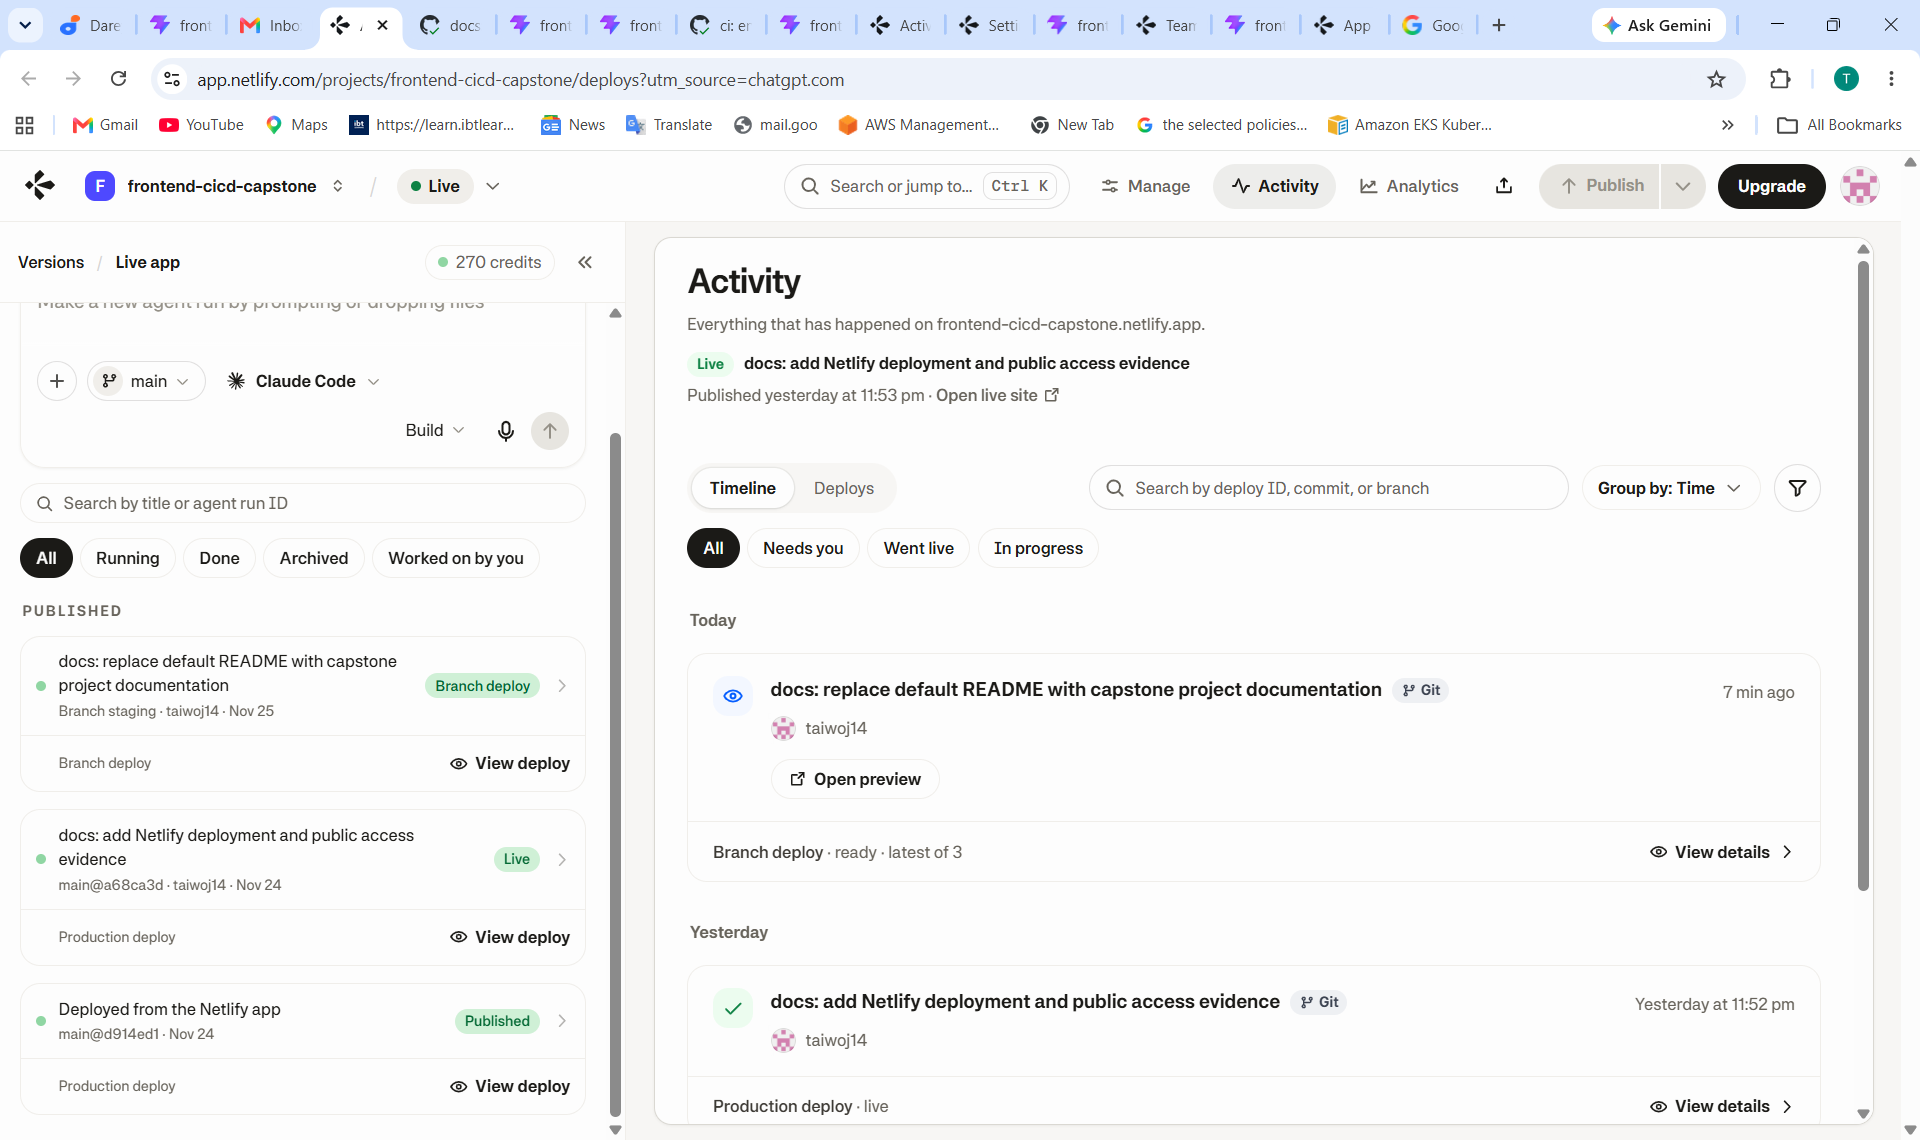 Dare
front
Inbo
docs
front
front
ci: er
front
Activ
Setti
front
Team
front
App
Goo
Ask Gemini
app.netlify.com/projects/frontend-cicd-capstone/deploys?utm_source=chatgpt.com
T
Gmail
YouTube
Maps
ibt
https://learn.ibtlear...
News
Translate
mail.goo
AWS Management...
New Tab
the selected policies...
Amazon EKS Kuber...
All Bookmarks
F
frontend-cicd-capstone
/
Live
Search or jump to...
Ctrl K
Manage
Activity
Analytics
Publish
Upgrade
Versions / Live app
270 credits
Make a new agent run by prompting or dropping files
main
Claude Code
Build
Search by title or agent run ID
All
Running
Done
Archived
Worked on by you
PUBLISHED
docs: replace default README with capstone
project documentation
Branch staging · taiwoj14 · Nov 25
Branch deploy
Branch deploy
View deploy
docs: add Netlify deployment and public access
evidence
main@a68ca3d · taiwoj14 · Nov 24
Live
Production deploy
View deploy
Deployed from the Netlify app
main@d914ed1 · Nov 24
Published
Production deploy
View deploy
Activity
Everything that has happened on frontend-cicd-capstone.netlify.app.
Live docs: add Netlify deployment and public access evidence
Published yesterday at 11:53 pm · Open live site
Timeline
Deploys
Search by deploy ID, commit, or branch
Group by: Time
All
Needs you
Went live
In progress
Today
docs: replace default README with capstone project documentation
Git
7 min ago
taiwoj14
Open preview
Branch deploy · ready · latest of 3
View details
Yesterday
docs: add Netlify deployment and public access evidence
Git
Yesterday at 11:52 pm
taiwoj14
Production deploy · live
View details